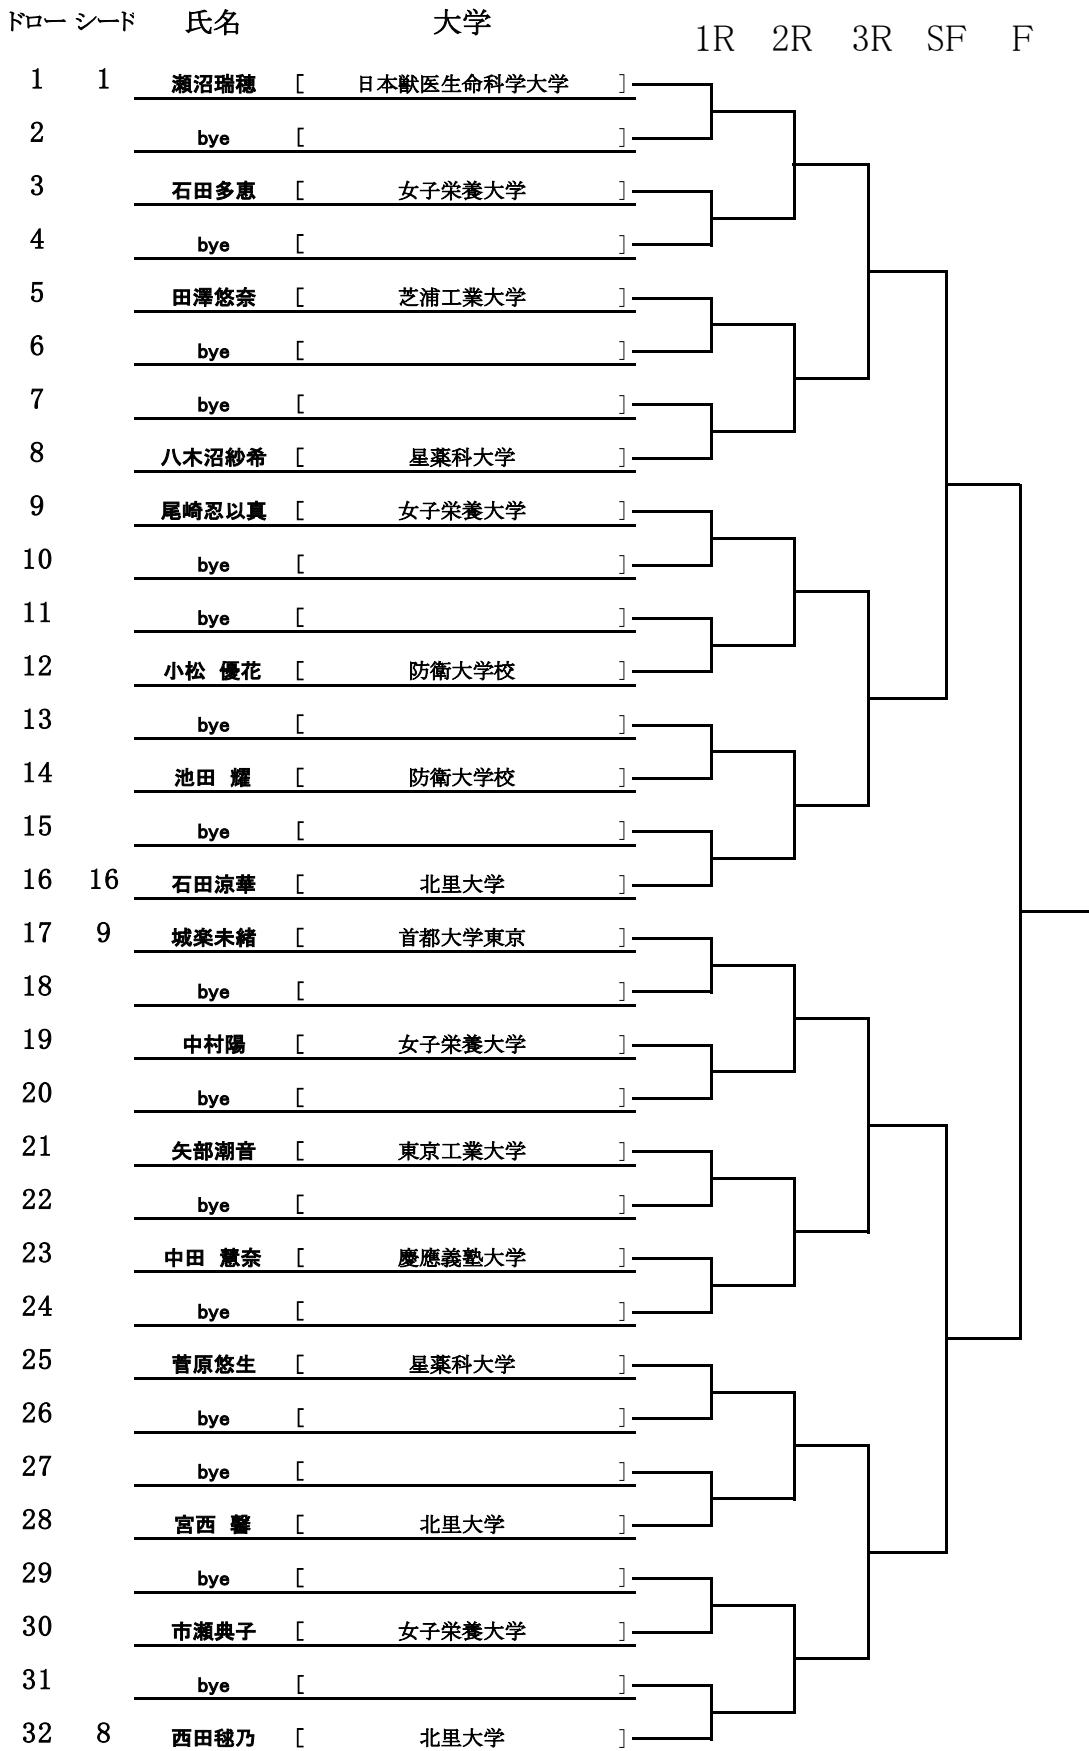 ドロー シード 氏名 大学 1R 2R 3R SF F
1 1 瀬沼瑞穂 [ 日本獣医生命科学大学 ]
2 bye [ ]
3 石田多恵 [ 女子栄養大学 ]
4 bye [ ]
5 田澤悠奈 [ 芝浦工業大学 ]
6 bye [ ]
7 bye [ ]
8 八木沼紗希 [ 星薬科大学 ]
9 尾崎忍以真 [ 女子栄養大学 ]
10 bye [ ]
11 bye [ ]
12 小松 優花 [ 防衛大学校 ]
13 bye [ ]
14 池田 耀 [ 防衛大学校 ]
15 bye [ ]
16 16 石田涼華 [ 北里大学 ]
17 9 城楽未緒 [ 首都大学東京 ]
18 bye [ ]
19 中村陽 [ 女子栄養大学 ]
20 bye [ ]
21 矢部潮音 [ 東京工業大学 ]
22 bye [ ]
23 中田 慧奈 [ 慶應義塾大学 ]
24 bye [ ]
25 菅原悠生 [ 星薬科大学 ]
26 bye [ ]
27 bye [ ]
28 宮西 馨 [ 北里大学 ]
29 bye [ ]
30 市瀬典子 [ 女子栄養大学 ]
31 bye [ ]
32 8 西田毬乃 [ 北里大学 ]